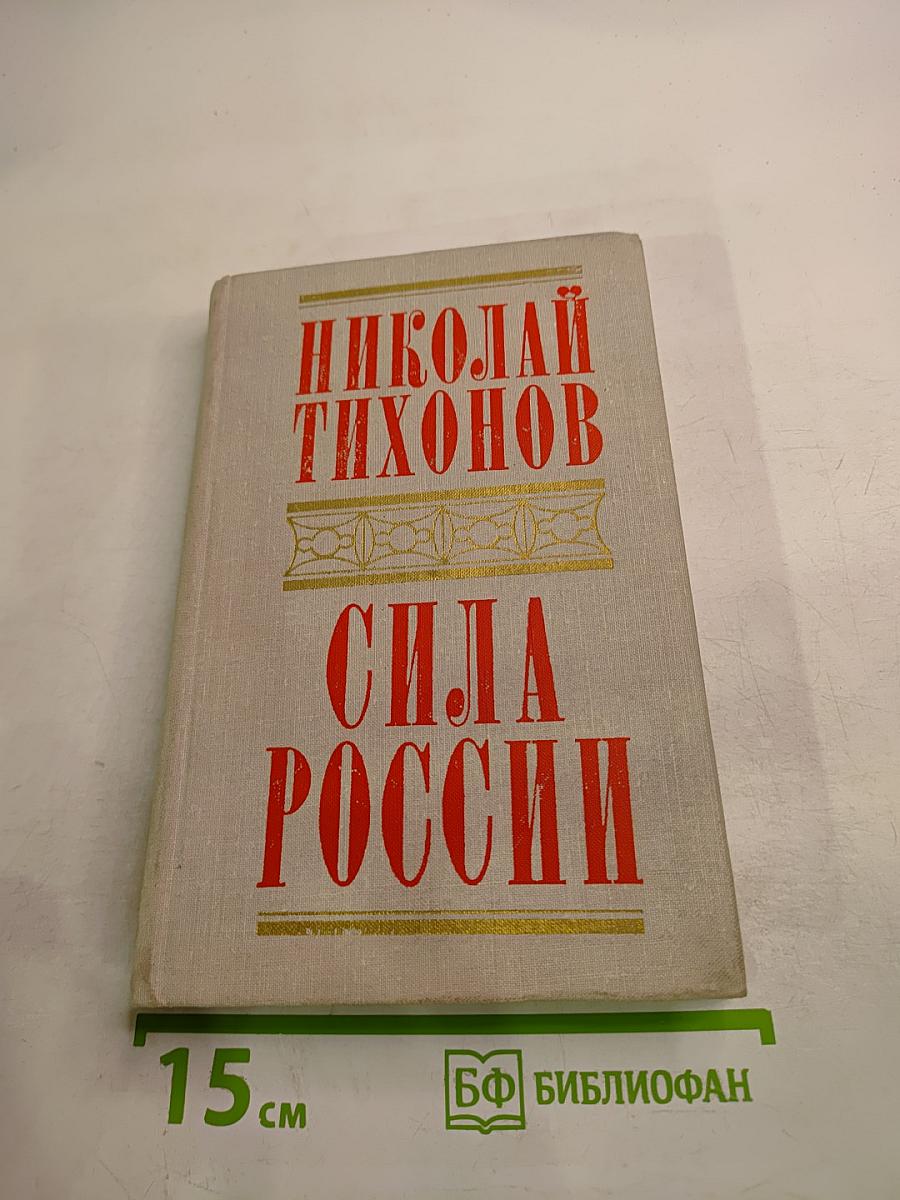 НИКОЛАЙ
ТИХОНОВ
СИЛА
РОССИИ
15 см
БФ БИБЛИОФАН